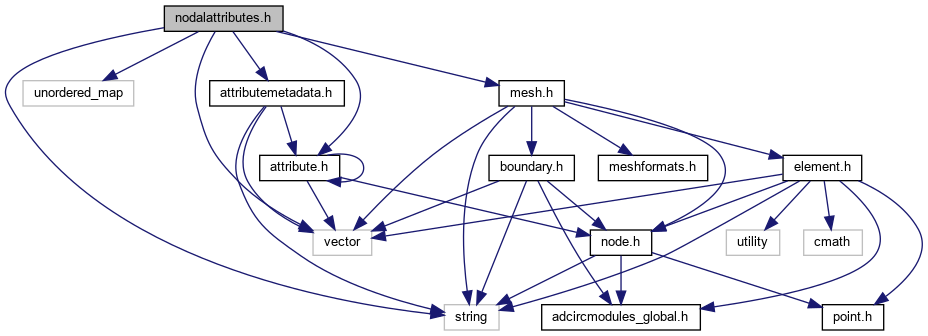 nodalattributes.h
unordered_map
attributemetadata.h
mesh.h
attribute.h
boundary.h
meshformats.h
element.h
vector
node.h
utility
cmath
string
adcircmodules_global.h
point.h